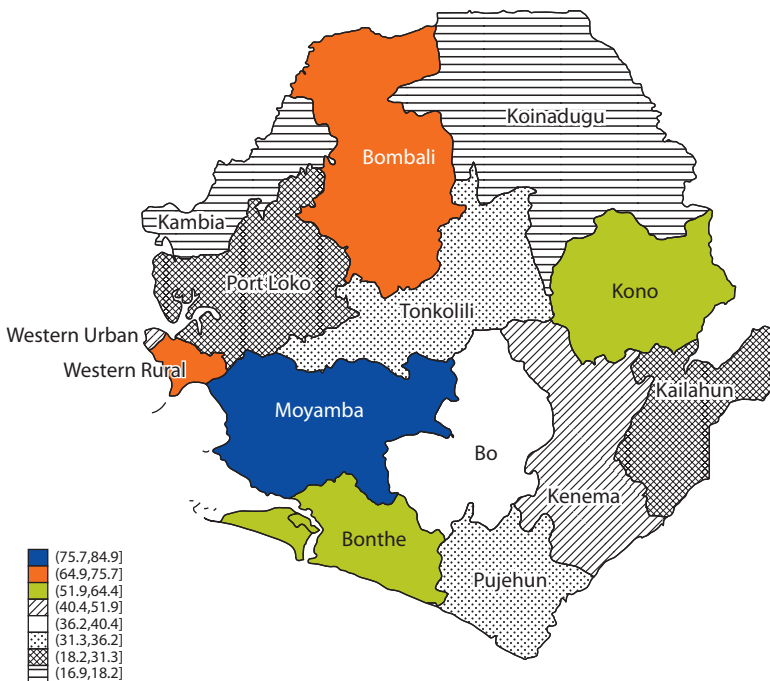 Koinadugu
Bombali
Kambia
Port Loko
Kono
Tonkolili
Western Urban
Western Rural
Kailahun
Moyamba
Bo
Kenema
Bonthe
Pujehun
(75.7,84.9]
(64.9,75.7]
(51.9,64.4]
(40.4,51.9]
(36.2,40.4]
(31.3,36.2]
(18.2,31.3]
(16.9,18.2]